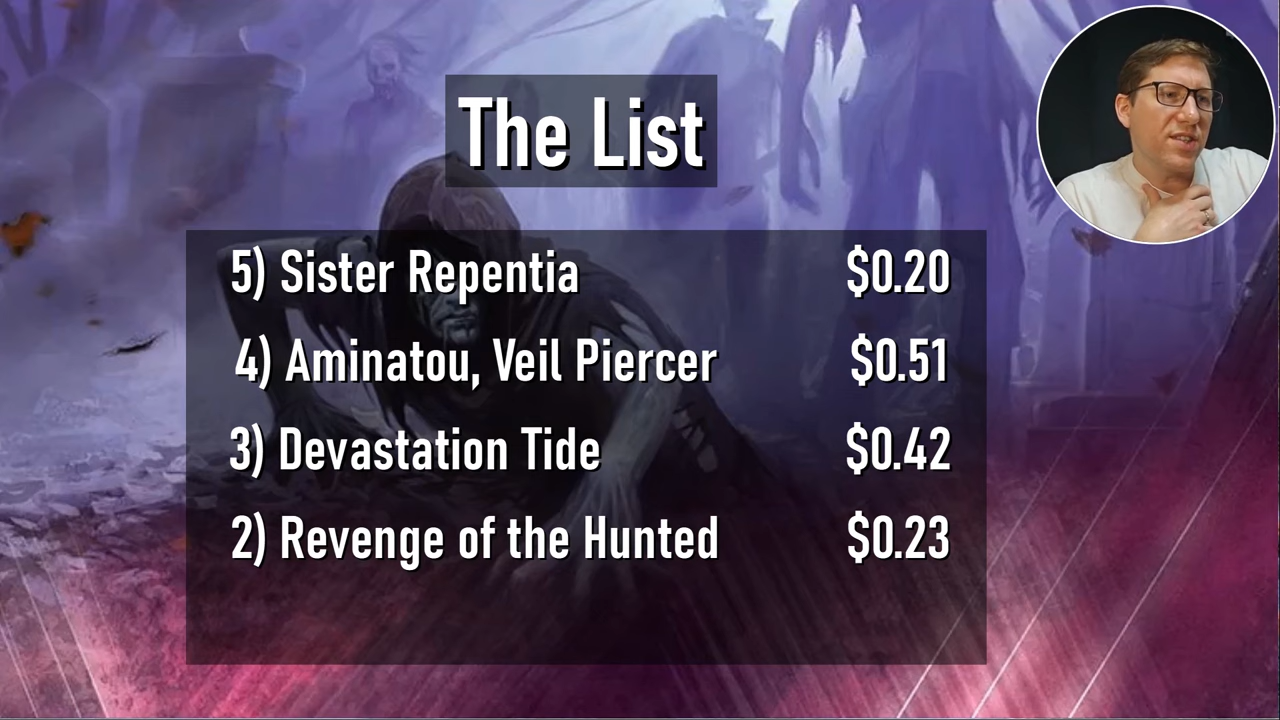 The List
5) Sister Repentia $0.20
4) Aminatou, Veil Piercer $0.51
3) Devastation Tide $0.42
2) Revenge of the Hunted $0.23